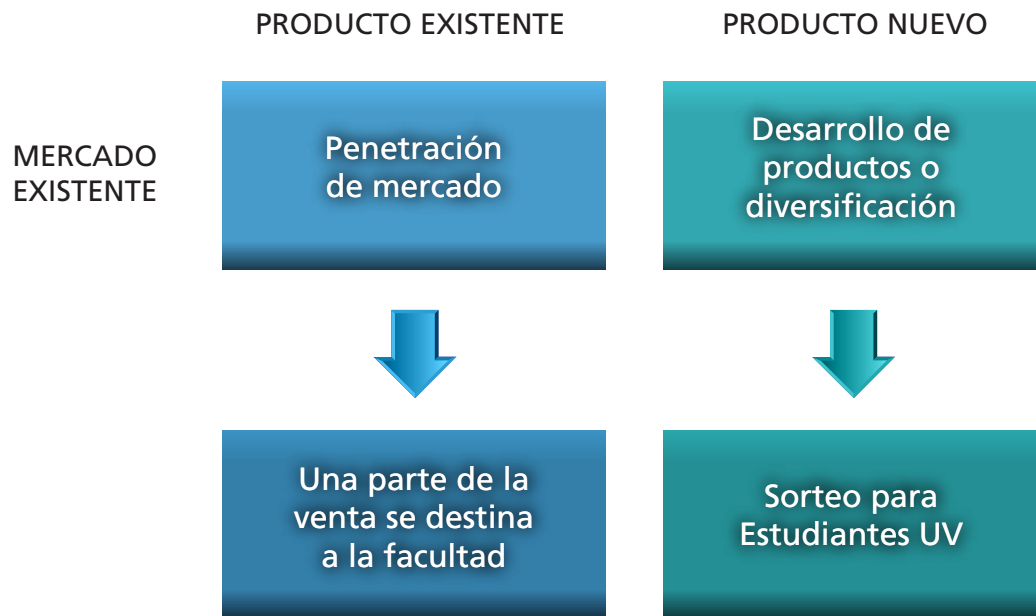 PRODUCTO EXISTENTE
PRODUCTO NUEVO
MERCADO
EXISTENTE
Penetración
de mercado
Desarrollo de
productos o
diversificación
Una parte de la
venta se destina
a la facultad
Sorteo para
Estudiantes UV